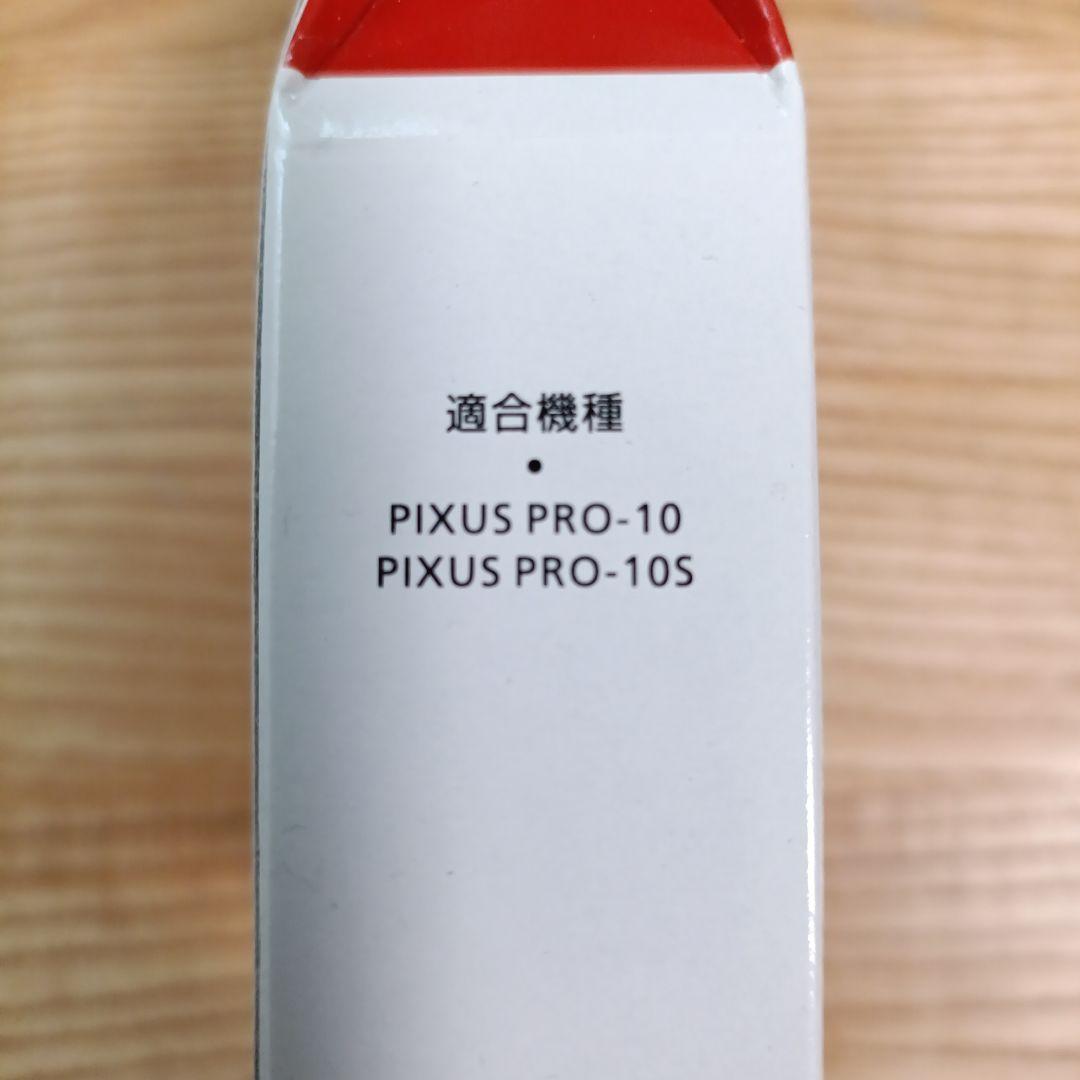 適合機種
•
PIXUS PRO-10
PIXUS PRO-10S